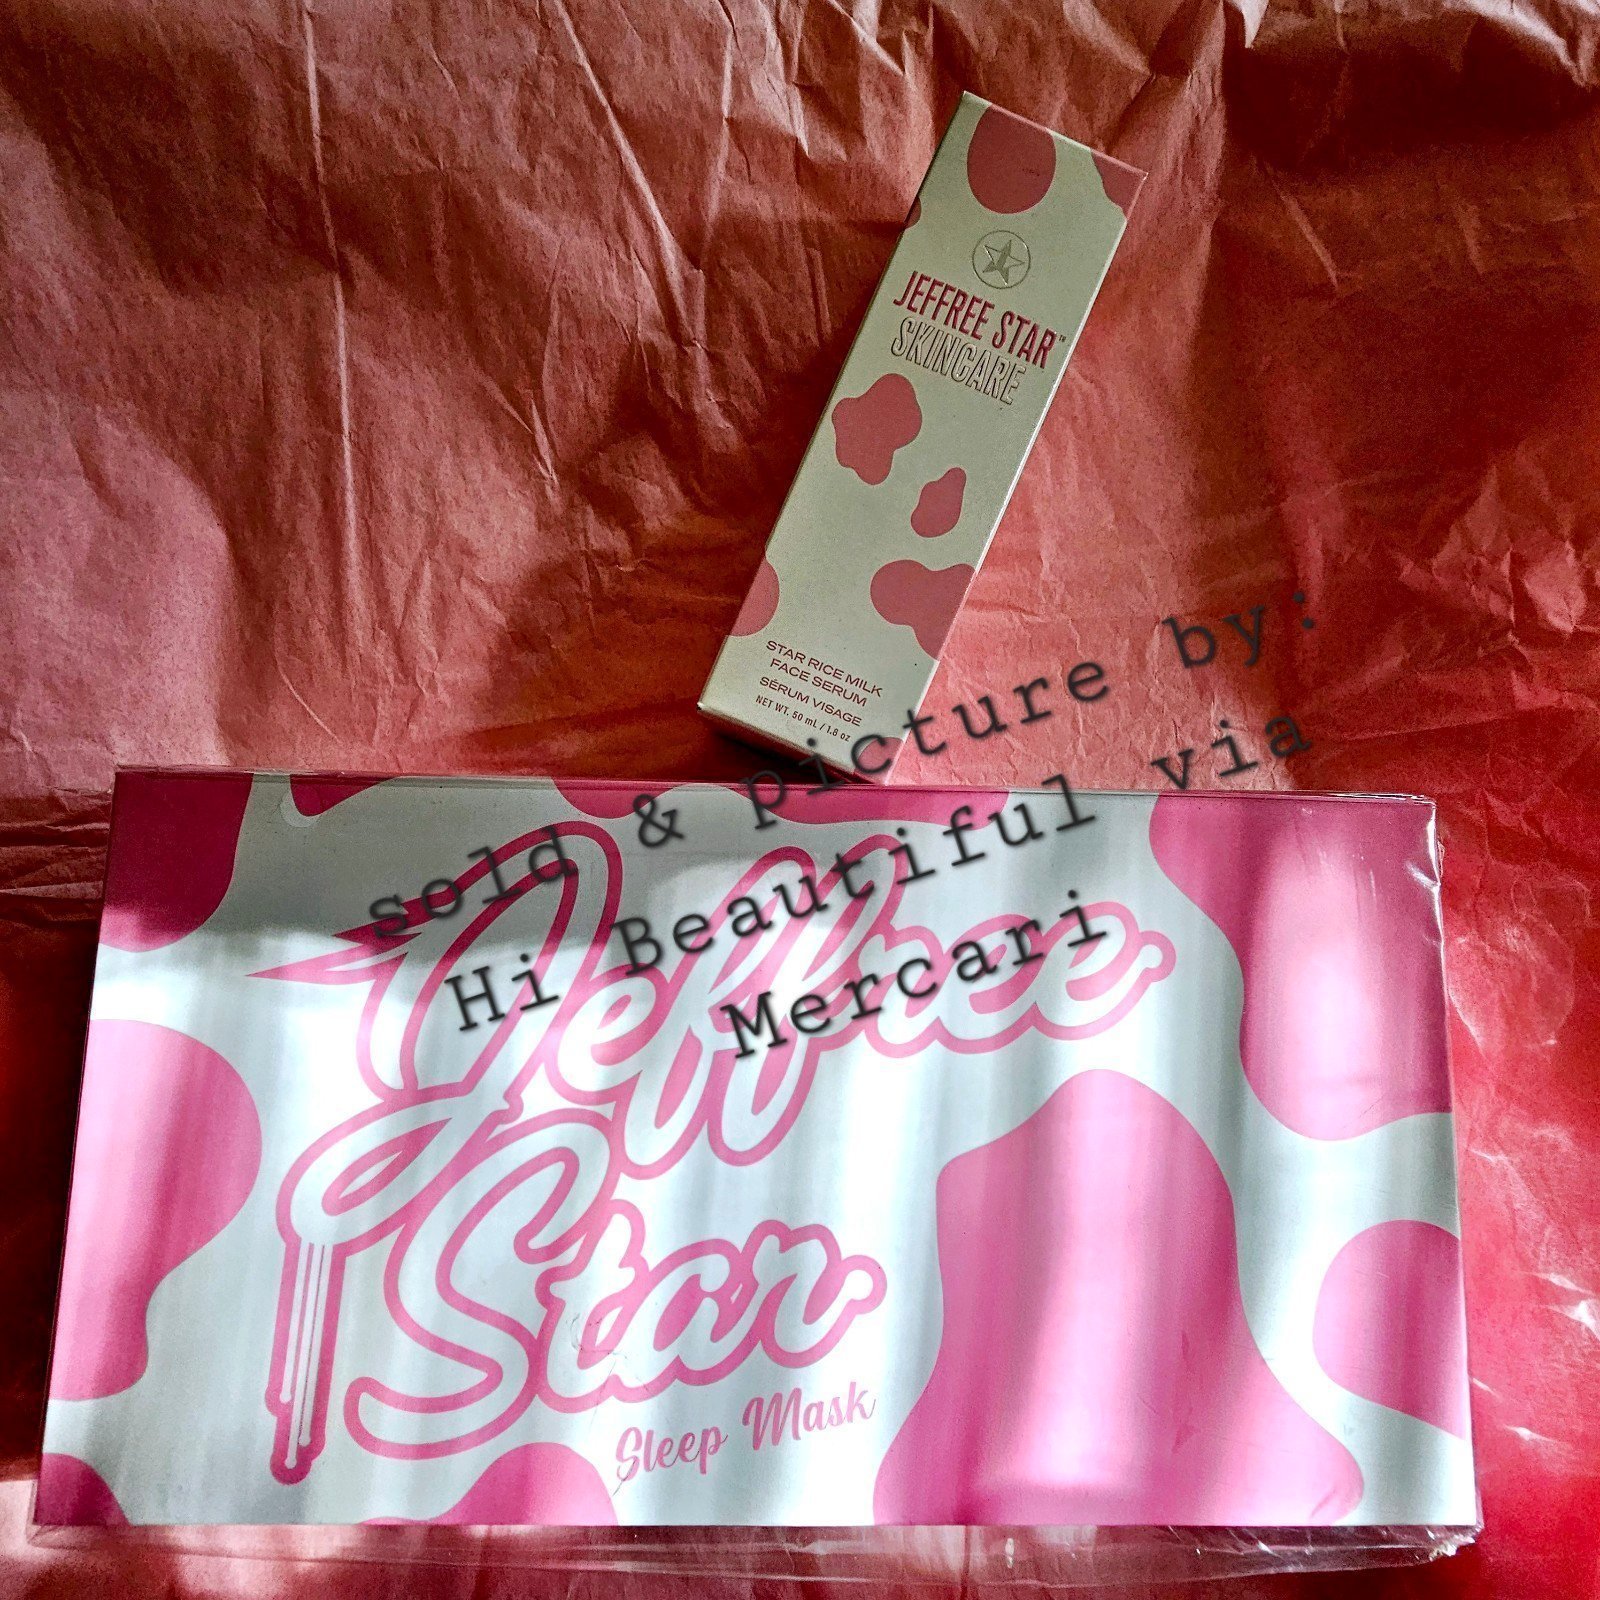 JEFFREE STAR™
SKINCARE
STAR RICE MILK
FACE SERUM
SÉRUM VISAGE
NET WT. 50 mL / 1.8 oz
sold & picture by:
Hi Beautiful via
Mercari
Jeffree
Star
Sleep Mask